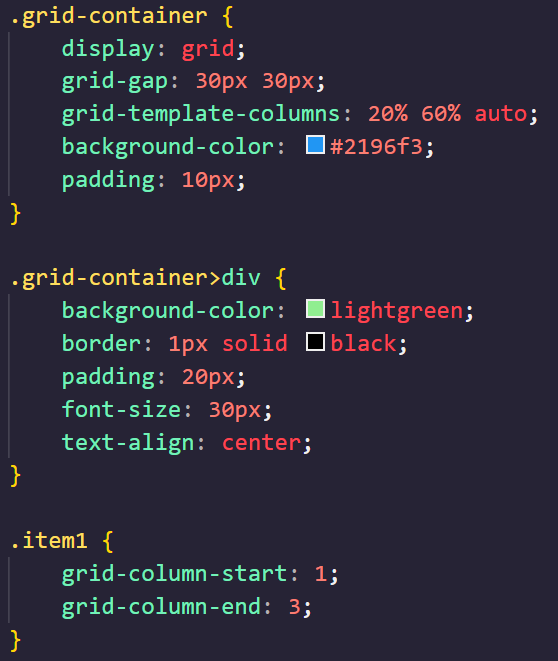 .grid-container {
    display: grid;
    grid-gap: 30px 30px;
    grid-template-columns: 20% 60% auto;
    background-color: #2196f3;
    padding: 10px;
}

.grid-container>div {
    background-color: lightgreen;
    border: 1px solid black;
    padding: 20px;
    font-size: 30px;
    text-align: center;
}

.item1 {
    grid-column-start: 1;
    grid-column-end: 3;
}